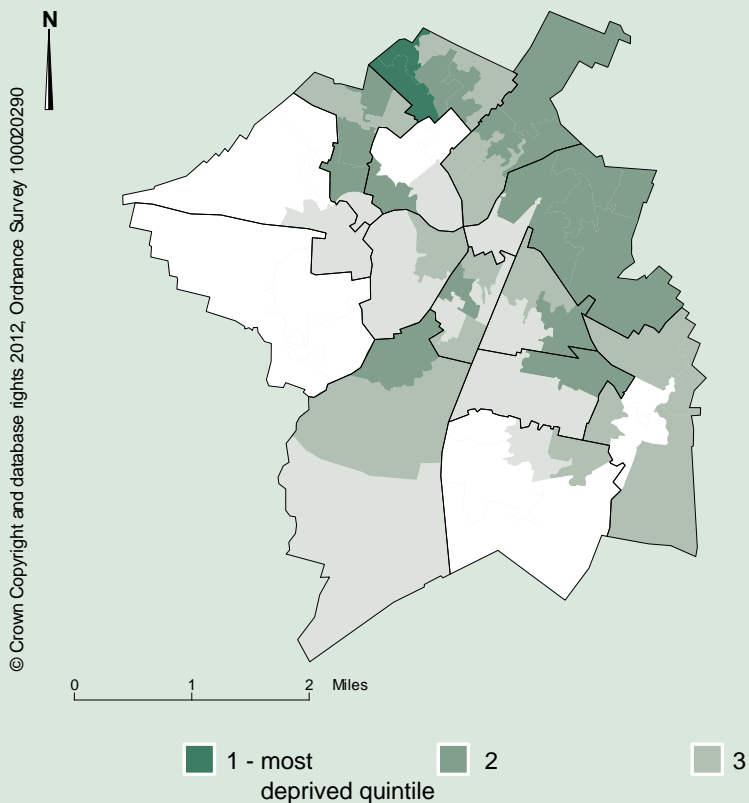 N
© Crown Copyright and database rights 2012, Ordnance Survey 100020290
0 1 2 Miles
1 - most
deprived quintile
2
3